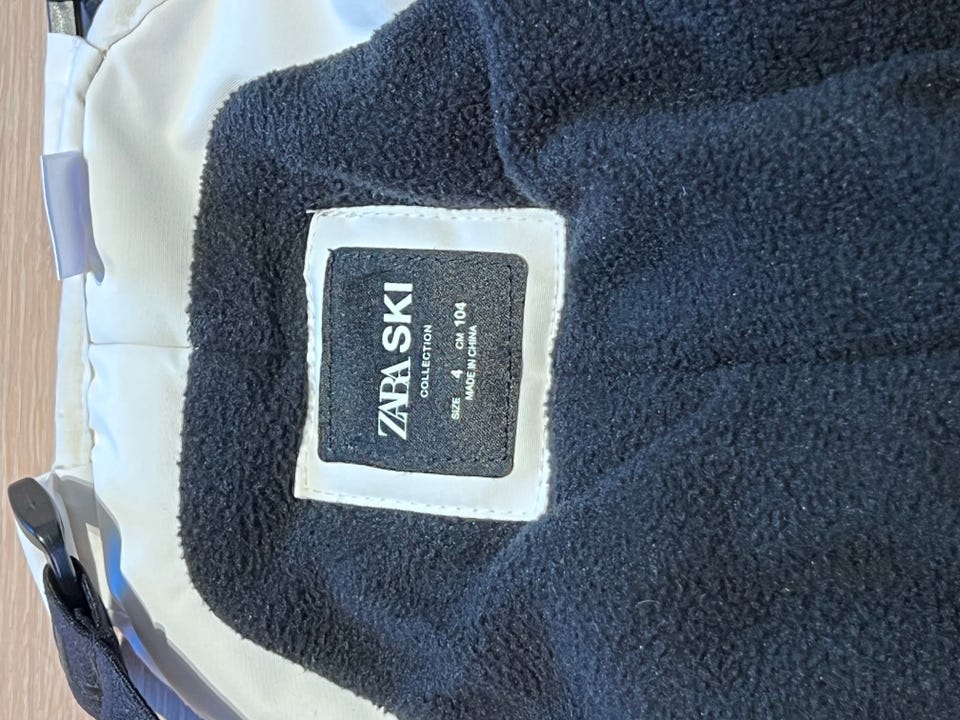 ZARA SKI
COLLECTION
SIZE 4 CM 104
MADE IN CHINA